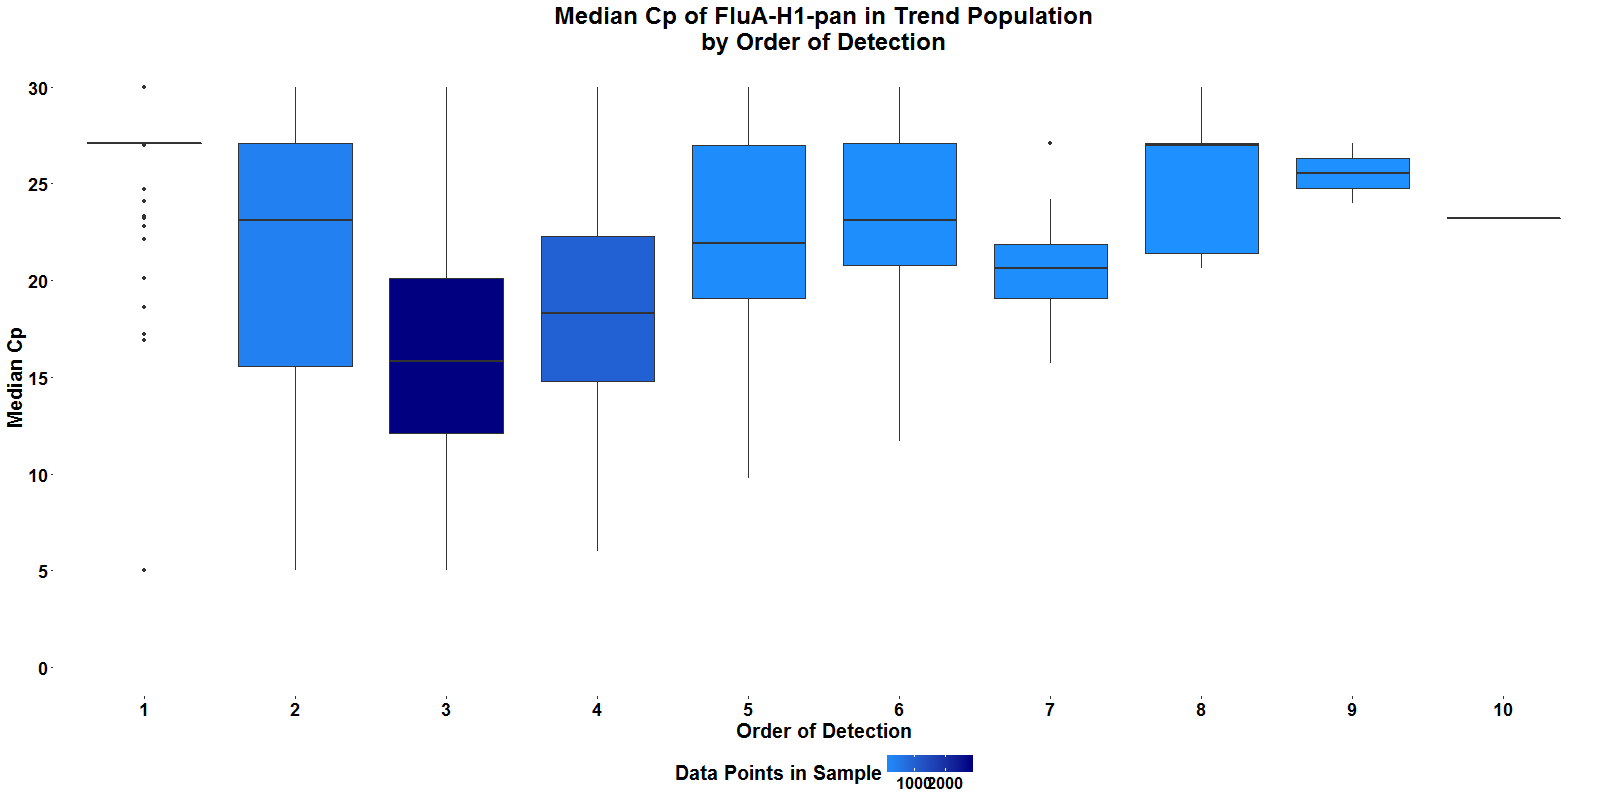 Median Cp of FluA-H1-pan in Trend Population
by Order of Detection
30
25
20
15
10
5
0
Median Cp
1 2 3 4 5 6 7 8 9 10
Order of Detection
Data Points in Sample
1000 2000